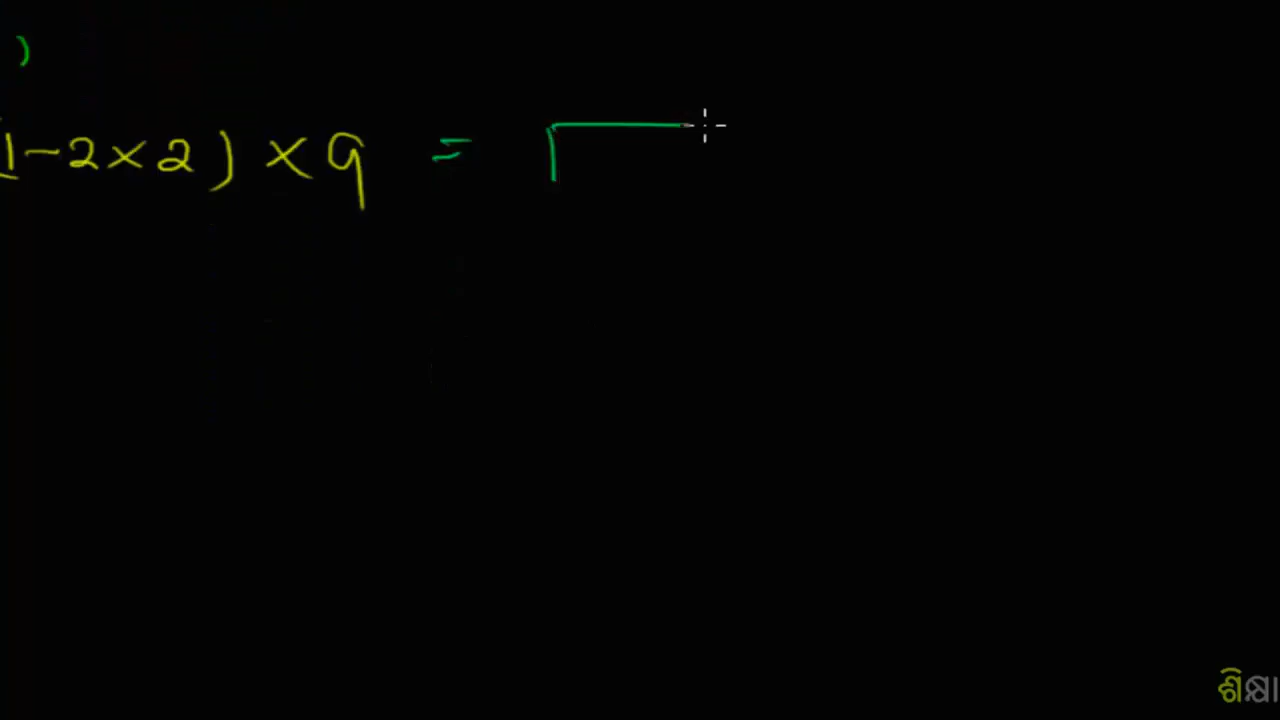 )
(1-2×2) × 9 =
ଶିକ୍ଷା